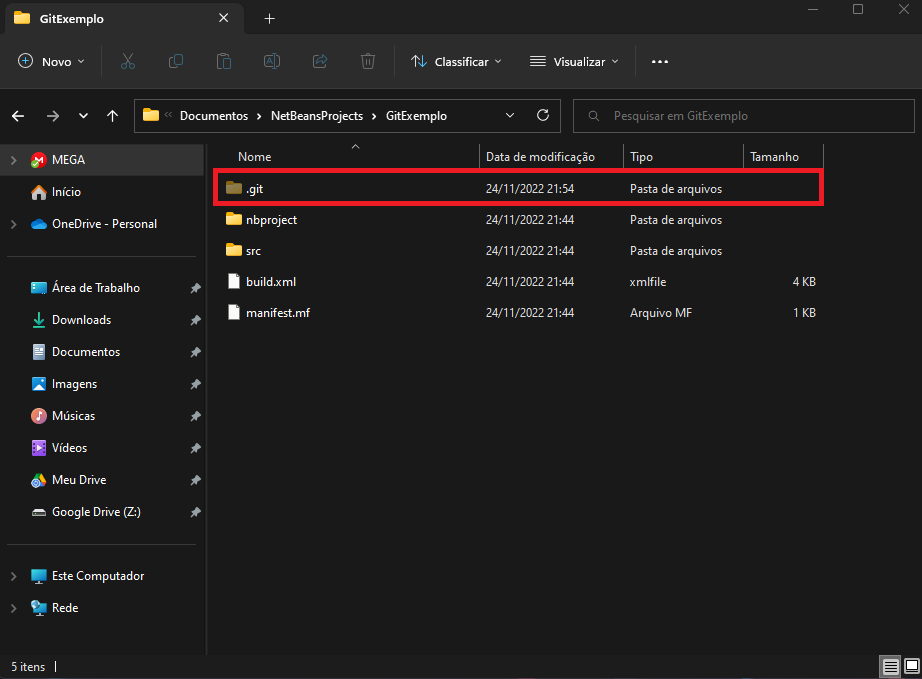 GitExemplo
Novo
Classificar
Visualizar
Documentos > NetBeansProjects > GitExemplo
Pesquisar em GitExemplo
MEGA
Início
OneDrive - Personal
Área de Trabalho
Downloads
Documentos
Imagens
Músicas
Vídeos
Meu Drive
Google Drive (Z:)
Este Computador
Rede
Nome Data de modificação Tipo Tamanho
.git 24/11/2022 21:54 Pasta de arquivos
nbproject 24/11/2022 21:44 Pasta de arquivos
src 24/11/2022 21:44 Pasta de arquivos
build.xml 24/11/2022 21:44 xmlfile 4 KB
manifest.mf 24/11/2022 21:44 Arquivo MF 1 KB
5 itens